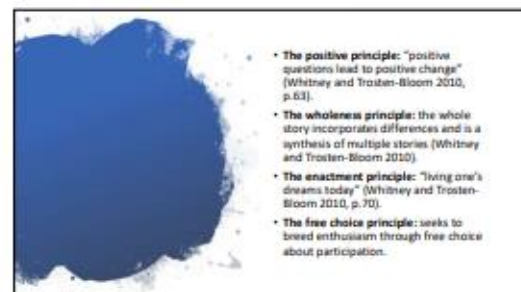 • The positive principle: "positive
questions lead to positive change"
(Whitney and Trosten-Bloom 2010,
p.63).
• The wholeness principle: the whole
story incorporates differences and is a
synthesis of multiple stories (Whitney
and Trosten-Bloom 2010).
• The enactment principle: "living one's
dreams today" (Whitney and Trosten-
Bloom 2010, p.70).
• The free choice principle: seeks to
breed enthusiasm through free choice
about participation.